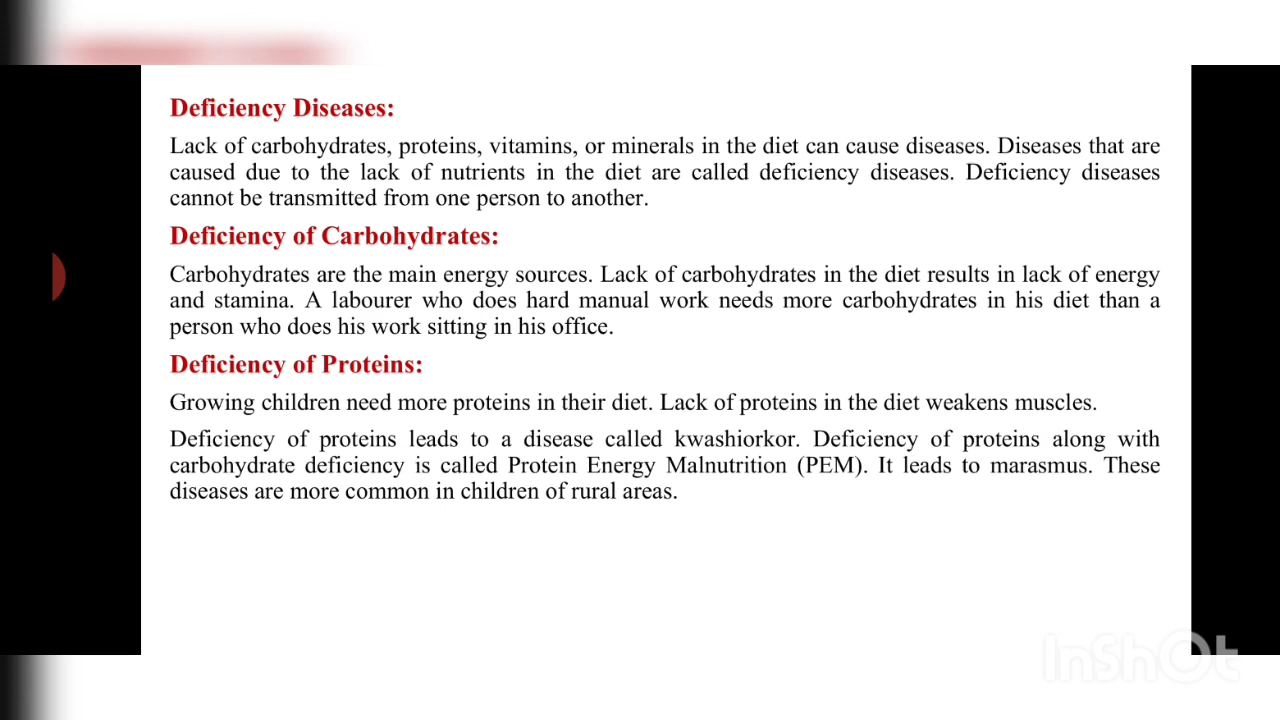 Deficiency Diseases:
Lack of carbohydrates, proteins, vitamins, or minerals in the diet can cause diseases. Diseases that are
caused due to the lack of nutrients in the diet are called deficiency diseases. Deficiency diseases
cannot be transmitted from one person to another.
Deficiency of Carbohydrates:
Carbohydrates are the main energy sources. Lack of carbohydrates in the diet results in lack of energy
and stamina. A labourer who does hard manual work needs more carbohydrates in his diet than a
person who does his work sitting in his office.
Deficiency of Proteins:
Growing children need more proteins in their diet. Lack of proteins in the diet weakens muscles.
Deficiency of proteins leads to a disease called kwashiorkor. Deficiency of proteins along with
carbohydrate deficiency is called Protein Energy Malnutrition (PEM). It leads to marasmus. These
diseases are more common in children of rural areas.
InShOt